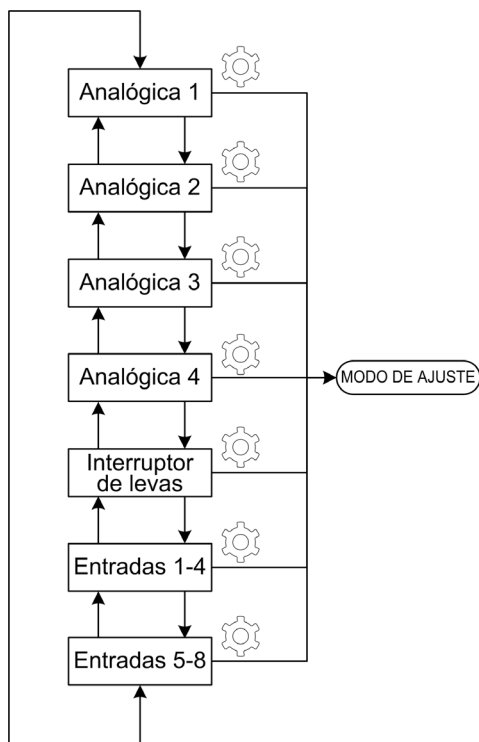 Analógica 1
Analógica 2
Analógica 3
Analógica 4
MODO DE AJUSTE
Interruptor
de levas
Entradas 1-4
Entradas 5-8